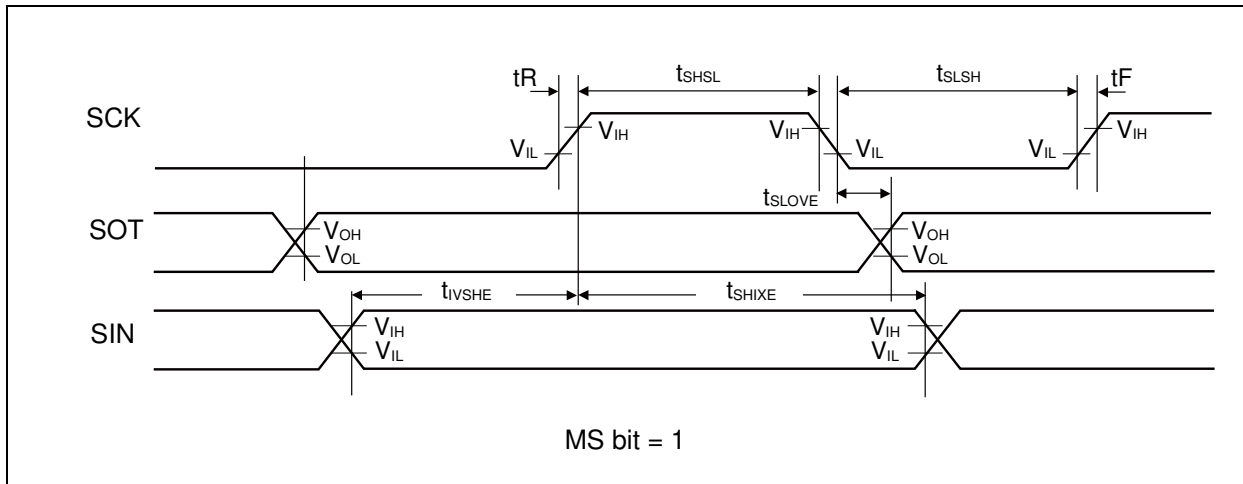 tR tSHSL tSLSH tF
SCK
VIH VIH VIH
VIL VIL VIL
tSLOVE
SOT
VOH VOH
VOL VOL
tIVSHE tSHIXE
SIN
VIH VIH
VIL VIL
MS bit = 1